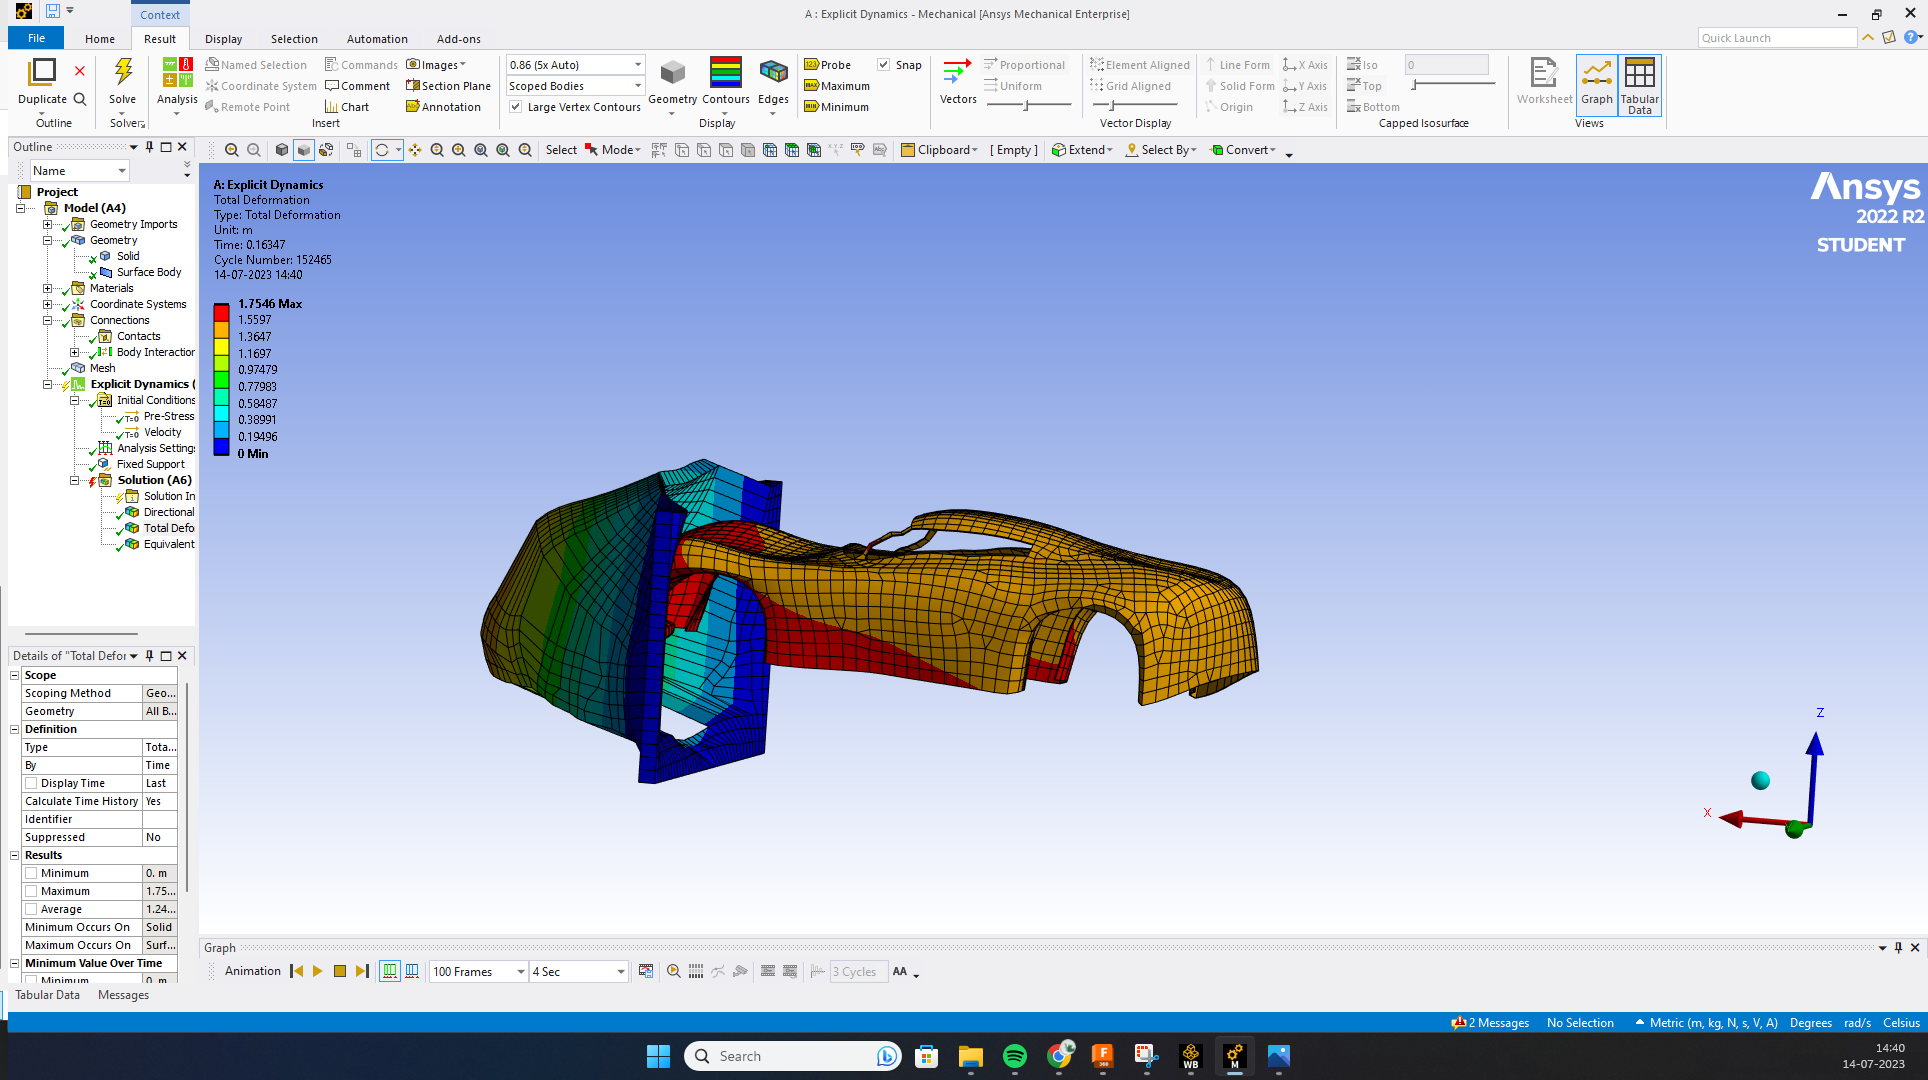 Context
A : Explicit Dynamics - Mechanical [Ansys Mechanical Enterprise]
File
Home
Result
Display
Selection
Automation
Add-ons
Quick Launch
Duplicate
Outline
Solve
Solver
Analysis
Named Selection
Coordinate System
Remote Point
Commands
Comment
Chart
Images
Section Plane
Annotation
Insert
0.86 (5x Auto)
Scoped Bodies
Large Vertex Contours
Geometry
Contours
Edges
Display
Probe
Maximum
Minimum
Snap
Vectors
Proportional
Uniform
Element Aligned
Grid Aligned
Line Form
Solid Form
Origin
X Axis
Y Axis
Z Axis
Vector Display
Iso
Top
Bottom
0
Capped Isosurface
Worksheet
Graph
Tabular Data
Views
Outline
Name
Select
Mode
Clipboard
[ Empty ]
Extend
Select By
Convert
Project
Model (A4)
Geometry Imports
Geometry
Solid
Surface Body
Materials
Coordinate Systems
Connections
Contacts
Body Interaction
Mesh
Explicit Dynamics (
Initial Conditions
Pre-Stress
Velocity
Analysis Settings
Fixed Support
Solution (A6)
Solution In
Directional
Total Defo
Equivalent
A: Explicit Dynamics
Total Deformation
Type: Total Deformation
Unit: m
Time: 0.16347
Cycle Number: 152465
14-07-2023 14:40
1.7546 Max
1.5597
1.3647
1.1697
0.97479
0.77983
0.58487
0.38991
0.19496
0 Min
Ansys
2022 R2
STUDENT
Z
X
Details of "Total Defor
Scope
Scoping Method Geo...
Geometry All B...
Definition
Type Tota...
By Time
Display Time Last
Calculate Time History Yes
Identifier
Suppressed No
Results
Minimum 0. m
Maximum 1.75...
Average 1.24...
Minimum Occurs On Solid
Maximum Occurs On Surf...
Minimum Value Over Time
Minimum 0. m
Graph
Animation
100 Frames
4 Sec
3 Cycles
AA
Tabular Data
Messages
2 Messages
No Selection
Metric (m, kg, N, s, V, A)
Degrees
rad/s
Celsius
Search
WB
M
14:40
14-07-2023